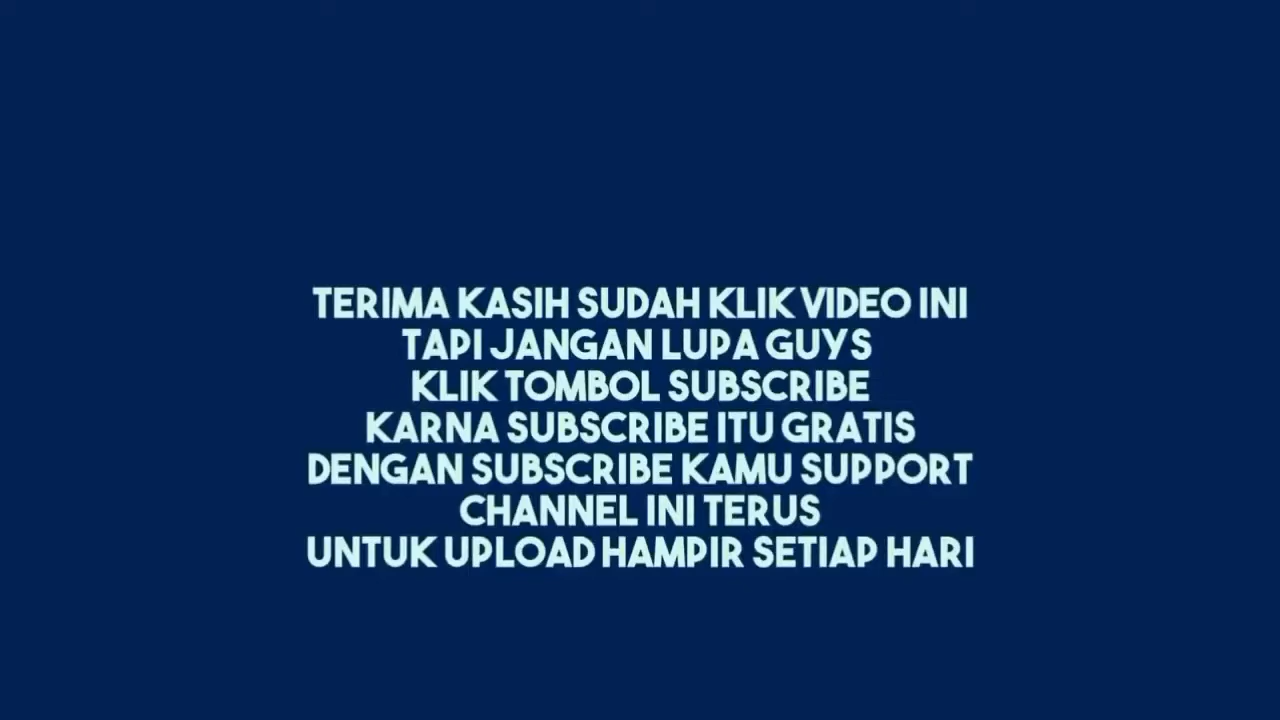 TERIMA KASIH SUDAH KLIK VIDEO INI
TAPI JANGAN LUPA GUYS
KLIK TOMBOL SUBSCRIBE
KARNA SUBSCRIBE ITU GRATIS
DENGAN SUBSCRIBE KAMU SUPPORT
CHANNEL INI TERUS
UNTUK UPLOAD HAMPIR SETIAP HARI